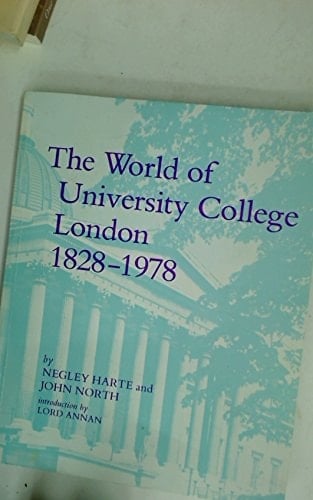 The World of
University College
London
1828–1978
by
NEGLEY HARTE and
JOHN NORTH
introduction by
LORD ANNAN